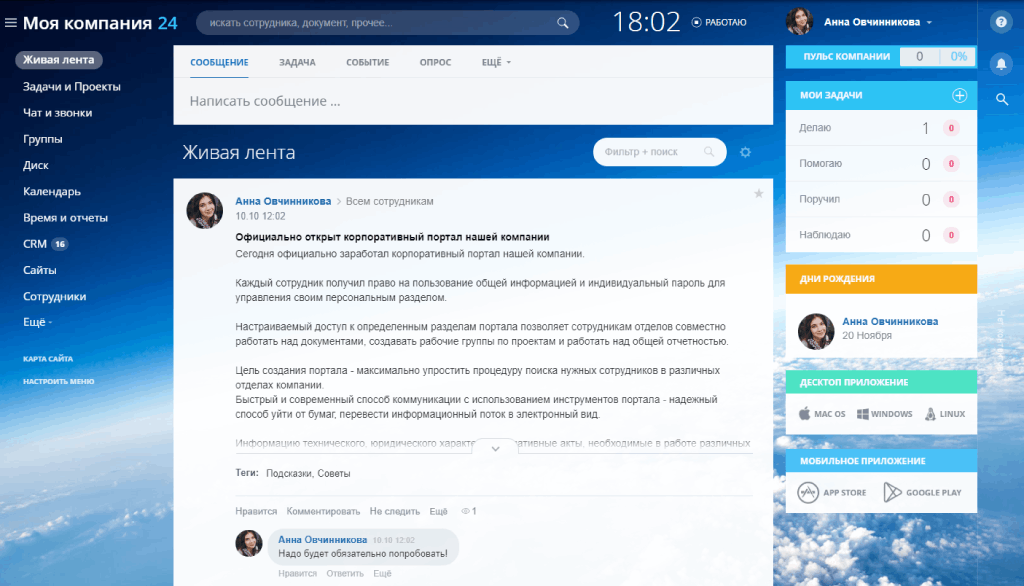 Моя компания 24
искать сотрудника, документ, прочее...
18:02 РАБОТАЮ
Анна Овчинникова
Живая лента
Задачи и Проекты
Чат и звонки
Группы
Диск
Календарь
Время и отчеты
CRM 16
Сайты
Сотрудники
Ещё
КАРТА САЙТА
НАСТРОИТЬ МЕНЮ
СООБЩЕНИЕ ЗАДАЧА СОБЫТИЕ ОПРОС ЕЩЁ
Написать сообщение ...
Живая лента
Фильтр + поиск
Анна Овчинникова > Всем сотрудникам
10.10 12:02
Официально открыт корпоративный портал нашей компании
Сегодня официально заработал корпоративный портал нашей компании.
Каждый сотрудник получил право на пользование общей информацией и индивидуальный пароль для
управления своим персональным разделом.
Настраиваемый доступ к определенным разделам портала позволяет сотрудникам отделов совместно
работать над документами, создавать рабочие группы по проектам и работать над общей отчетностью.
Цель создания портала - максимально упростить процедуру поиска нужных сотрудников в различных
отделах компании.
Быстрый и современный способ коммуникации с использованием инструментов портала - надежный
способ уйти от бумаг, перевести информационный поток в электронный вид.
Информацию технического, юридического характе ативные акты, необходимые в работе различных
Теги: Подсказки, Советы
Нравится Комментировать Не следить Ещё 1
Анна Овчинникова 10.10 12:02
Надо будет обязательно попробовать!
Нравится Ответить Ещё
ПУЛЬС КОМПАНИИ 0 0%
МОИ ЗАДАЧИ
Делаю 1 0
Помогаю 0 0
Поручил 0 0
Наблюдаю 0 0
ДНИ РОЖДЕНИЯ
Анна Овчинникова
20 Ноября
ДЕСКТОП ПРИЛОЖЕНИЕ
MAC OS WINDOWS LINUX
МОБИЛЬНОЕ ПРИЛОЖЕНИЕ
APP STORE GOOGLE PLAY